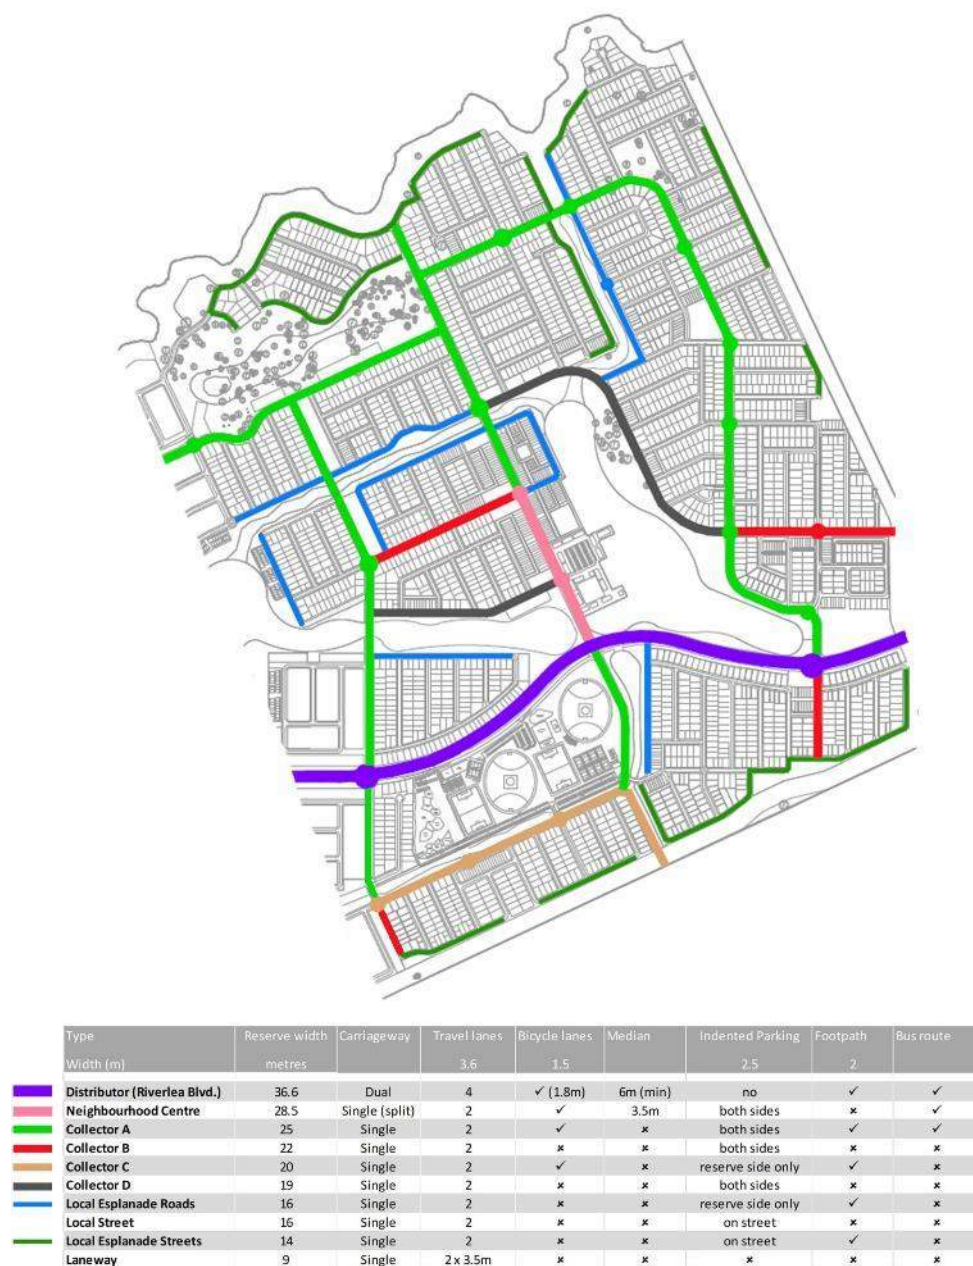 Type Reserve width Carriageway Travel lanes Bicycle lanes Median Indented Parking Footpath Bus route
Width (m) metres 3.6 1.5 2.5 2
Distributor (Riverlea Blvd.) 36.6 Dual 4 ✓ (1.8m) 6m (min) no ✓ ✓
Neighbourhood Centre 28.5 Single (split) 2 ✓ 3.5m both sides × ✓
Collector A 25 Single 2 ✓ × both sides ✓ ✓
Collector B 22 Single 2 × × both sides × ×
Collector C 20 Single 2 ✓ × reserve side only ✓ ×
Collector D 19 Single 2 × × both sides × ×
Local Esplanade Roads 16 Single 2 × × reserve side only ✓ ×
Local Street 16 Single 2 × × on street × ×
Local Esplanade Streets 14 Single 2 × × on street ✓ ×
Laneway 9 Single 2 x 3.5m × × × × ×